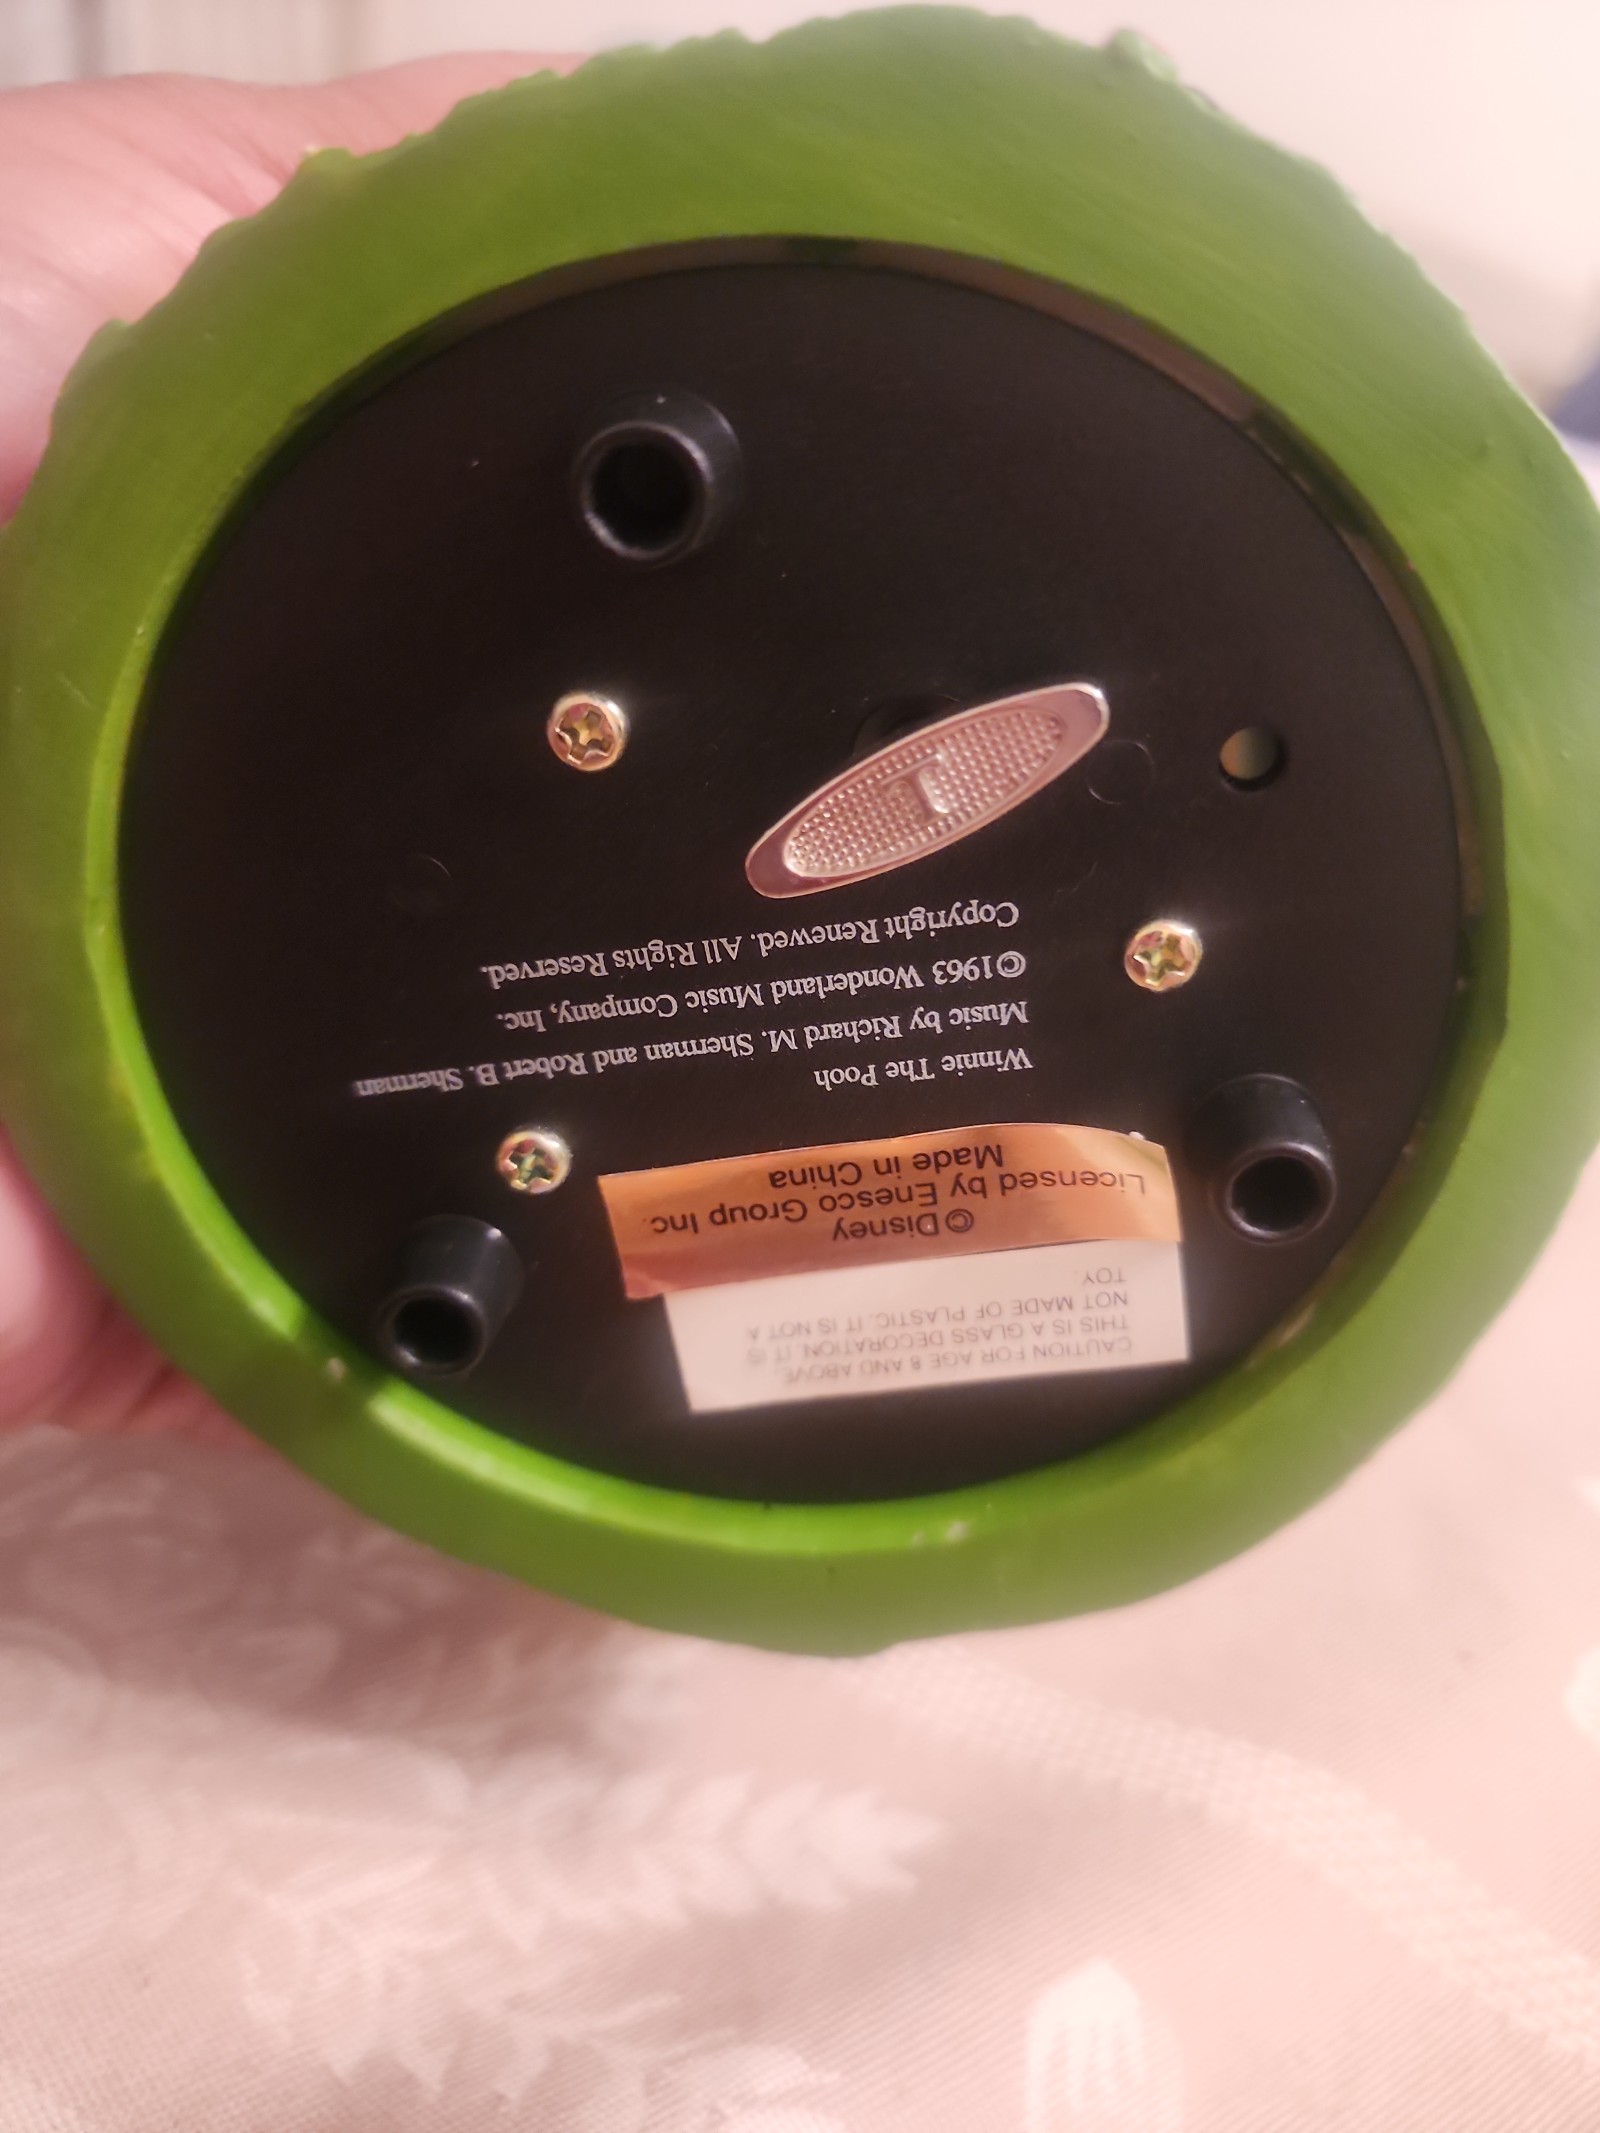 CAUTION FOR AGE 8 AND ABOVE.
THIS IS A GLASS DECORATION. IT IS
NOT MADE OF PLASTIC. IT IS NOT A
TOY.
©Disney
Licensed by Enesco Group Inc.
Made in China
Winnie The Pooh
Music by Richard M. Sherman and Robert B. Sherman
©1963 Wonderland Music Company, Inc.
Copyright Renewed. All Rights Reserved.